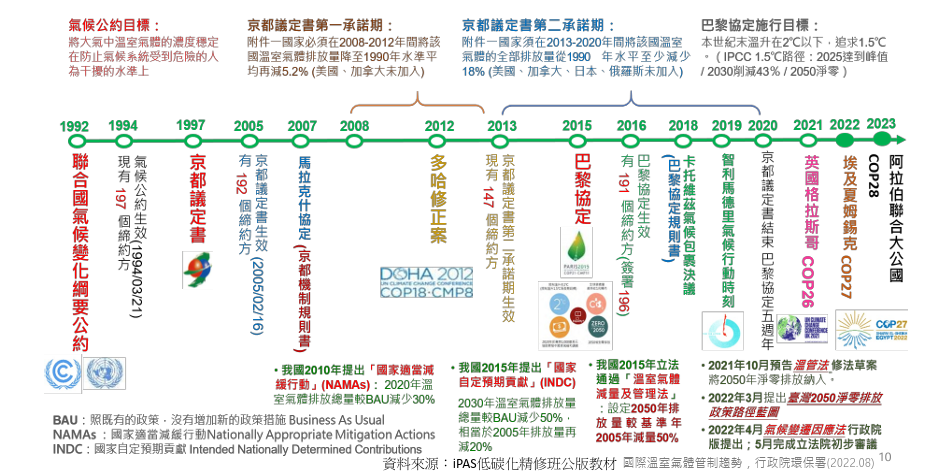 氣候公約目標：
將大氣中溫室氣體的濃度穩定
在防止氣候系統受到危險的人
為干擾的水準上
京都議定書第一承諾期：
附件一國家必須在2008-2012年間將該
國溫室氣體排放量降至1990年水準平
均再減5.2% (美國、加拿大未加入)
京都議定書第二承諾期：
附件一國家須在2013-2020年間將該國溫室
氣體的全部排放量從1990 年水平至少減少
18% (美國、加拿大、日本、俄羅斯未加入)
巴黎協定施行目標：
本世紀末溫升在2℃以下，追求1.5℃
。（IPCC 1.5℃路徑：2025達到峰值
/ 2030削減43% / 2050淨零 ）
1992
1994
1997
2005
2007
2008
2012
2013
2015
2016
2018
2019
2020
2021
2022
2023
聯合國氣候變化綱要公約
氣候公約生效(1994/03/21)
現有 197 個締約方
京都議定書
京都議定書生效 (2005/02/16)
有 192 個締約方
馬拉克什協定 (京都機制規則書)
多哈修正案
DOHA 2012
UN CLIMATE CHANGE CONFERENCE
COP18·CMP8
京都議定書第二承諾期生效
現有 147 個締約方
巴黎協定
PARIS2015
COP21·CMP11
ZERO
2050
巴黎協定生效
有 191 個締約方(簽署 196)
卡托維茲氣候包裹決議
(巴黎協定規則書)
智利馬德里氣候行動時刻
京都議定書結束 巴黎協定五週年
英國格拉斯哥 COP26
UN CLIMATE
CHANGE
CONFERENCE
UK 2021
埃及夏姆錫克 COP27
COP27
EGYPT 2022
阿拉伯聯合大公國
COP28
• 我國2010年提出「國家適當減
緩行動」(NAMAs)： 2020年溫
室氣體排放總量較BAU減少30%
• 我國2015年提出「國家
自定預期貢獻」(INDC)
2030年溫室氣體排放
量較BAU減少50%，
相當於2005年排放量再
減20%
• 我國2015年立法
通過「溫室氣體
減量及管理法」
：設定2050年排
放量較基準年
2005年減量50%
• 2021年10月預告 溫管法 修法草案
將2050年淨零排放納入。
• 2022年3月提出 臺灣2050淨零排放
政策路徑藍圖
• 2022年4月氣候變遷因應法行政院
版提出；5月完成立法院初步審議
BAU：照既有的政策，沒有增加新的政策措施 Business As Usual
NAMAs ：國家適當減緩行動Nationally Appropriate Mitigation Actions
INDC：國家自定預期貢獻 Intended Nationally Determined Contributions
資料來源：iPAS低碳化精修班公版教材 國際溫室氣體管制趨勢，行政院環保署(2022.08)
10